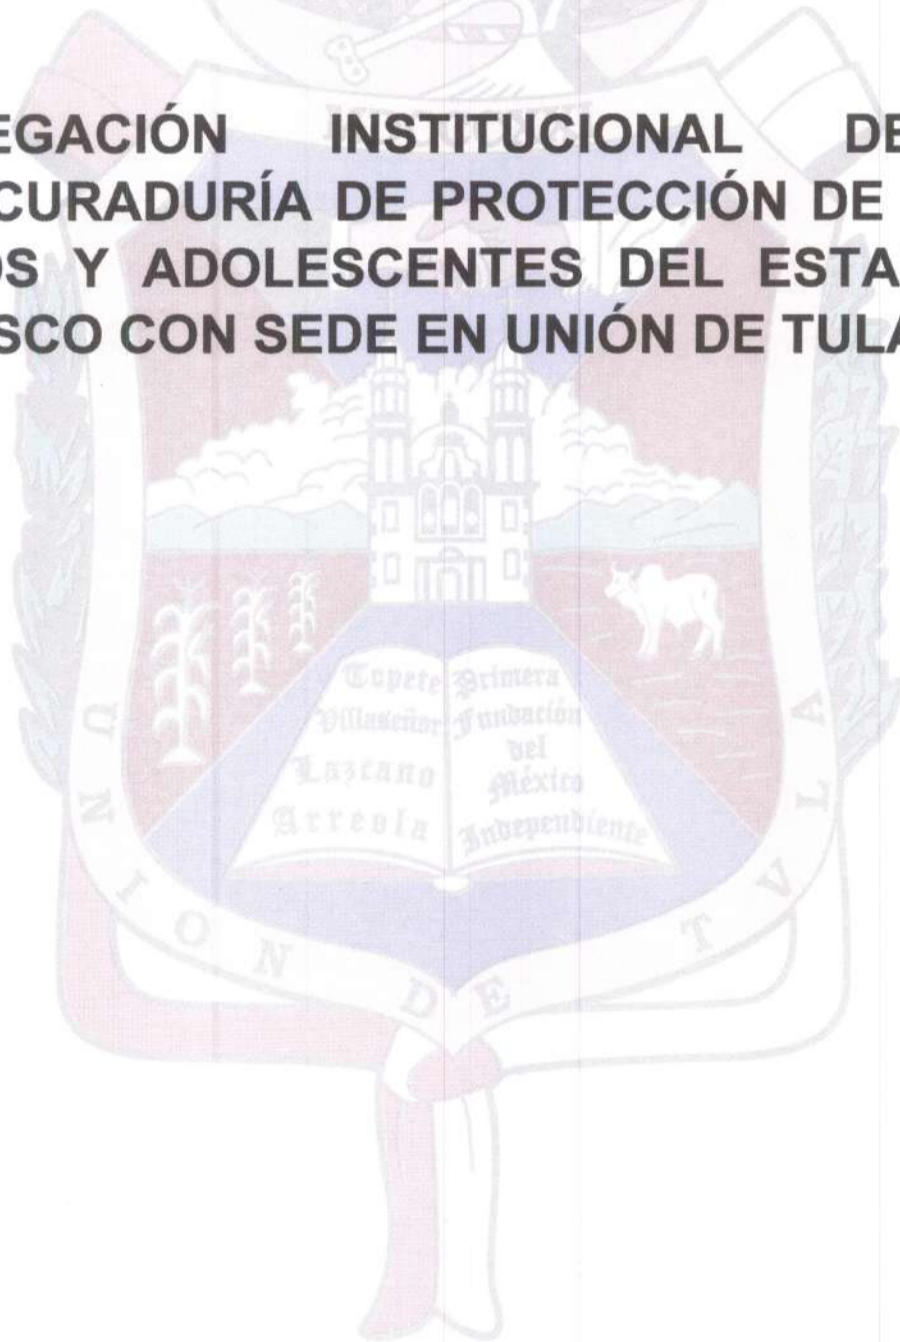 EGACIÓN INSTITUCIONAL DE
CURADURÍA DE PROTECCIÓN DE
OS Y ADOLESCENTES DEL ESTA
SCO CON SEDE EN UNIÓN DE TULA
Topete
Villaseñor
Lazcano
Arreola
Primera
Fundación
del
México
Independiente
UNION DE TVLA